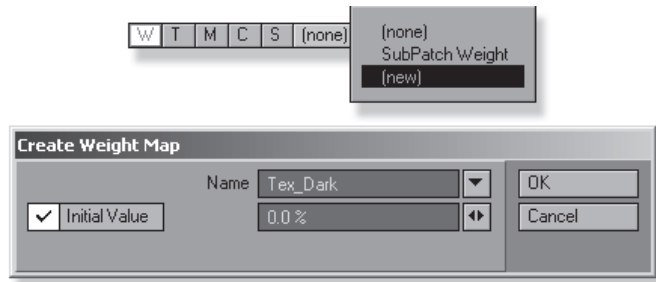 W T M C S (none)
(none)
SubPatch Weight
(new)
Create Weight Map
Name Tex_Dark
Initial Value 0.0 %
OK
Cancel